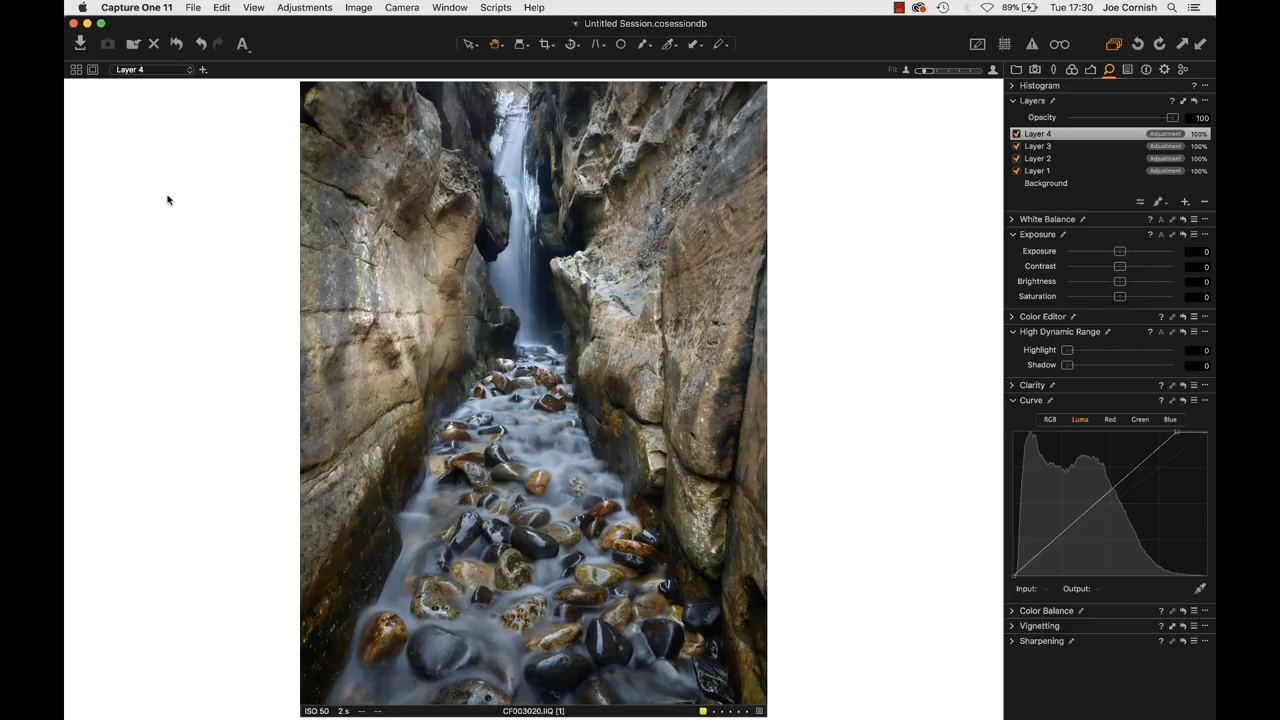 Capture One 11 File Edit View Adjustments Image Camera Window Scripts Help 89% Tue 17:30 Joe Cornish
Untitled Session.cosessiondb
Layer 4 Fit
Histogram
Layers
Opacity 100
Layer 4 Adjustment 100%
Layer 3 Adjustment 100%
Layer 2 Adjustment 100%
Layer 1 Adjustment 100%
Background
White Balance
Exposure
Exposure 0
Contrast 0
Brightness 0
Saturation 0
Color Editor
High Dynamic Range
Highlight 0
Shadow 0
Clarity
Curve
RGB Luma Red Green Blue
Input: -- Output: --
Color Balance
Vignetting
Sharpening
ISO 50 2 s -- -- CF003020.IIQ [1]